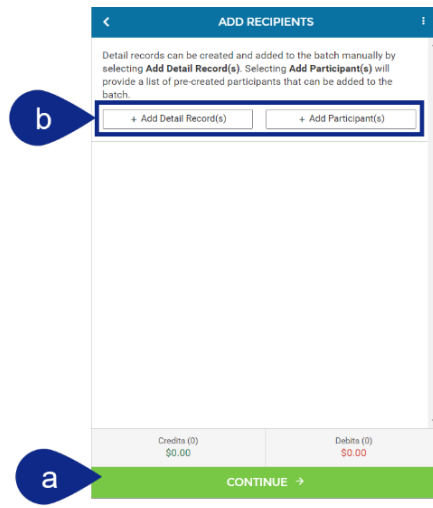 ADD RECIPIENTS
Detail records can be created and added to the batch manually by
selecting Add Detail Record(s). Selecting Add Participant(s) will
provide a list of pre-created participants that can be added to the
batch.
b
+ Add Detail Record(s)
+ Add Participant(s)
Credits (0)
$0.00
Debits (0)
$0.00
a
CONTINUE →